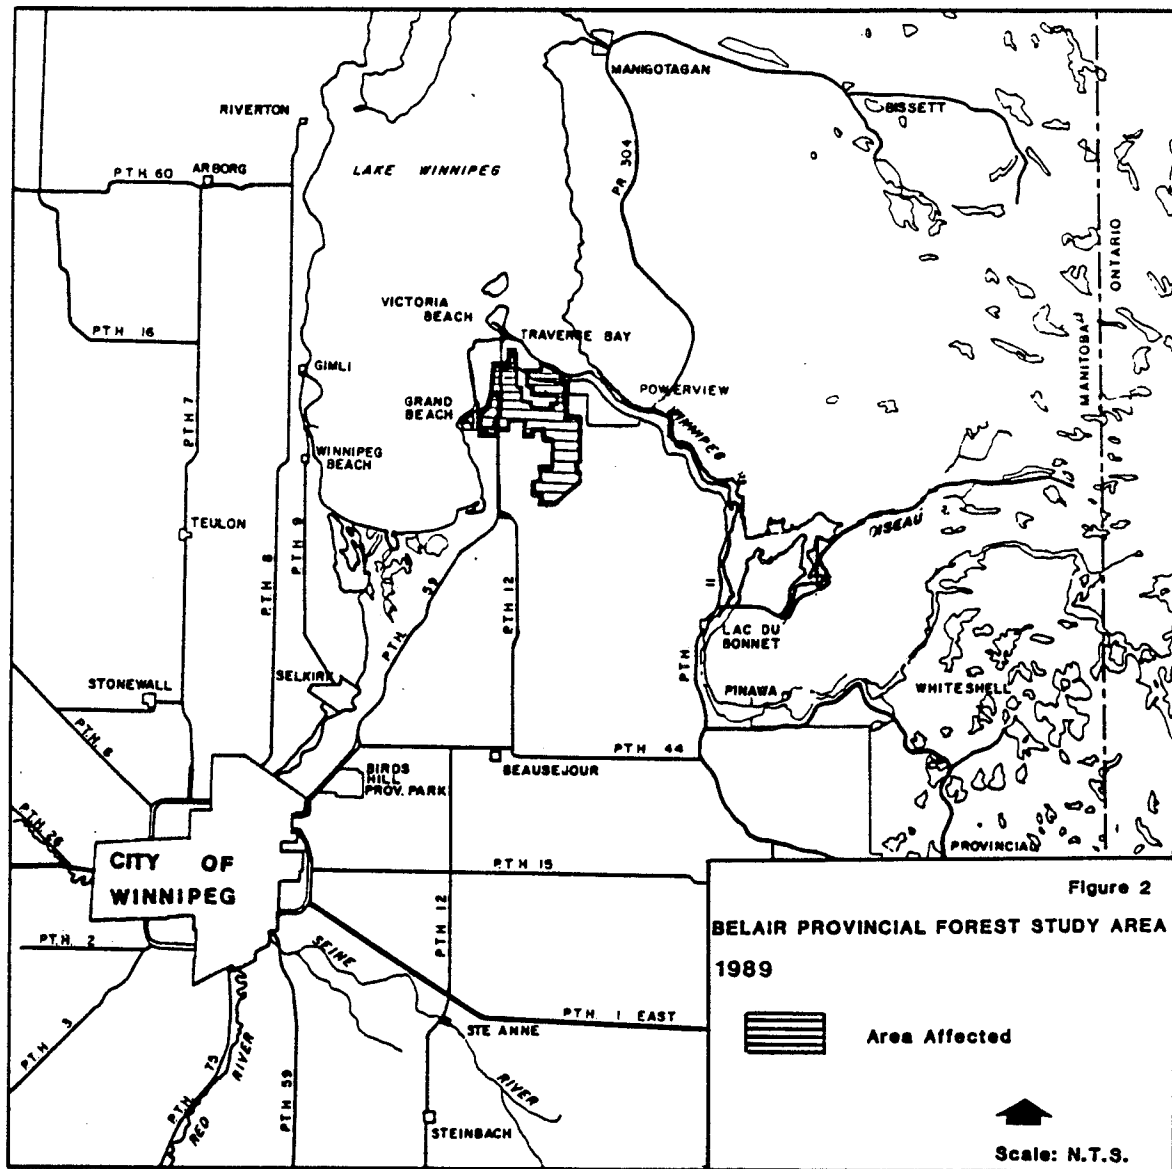 MANIGOTAGAN
BISSETT
RIVERTON
LAKE WINNIPEG
PTH 60
ARBORG
PR 304
ONTARIO
MANITOBA
VICTORIA
BEACH
TRAVERSE BAY
PTH 16
GIMLI
POWERVIEW
GRAND
BEACH
WINNIPEG
PTH 7
WINNIPEG
BEACH
TEULON
OISEAU
PTH 8
PTH 9
PTH 59
PTH 12
PTH 11
LAC DU
BONNET
SELKIRK
STONEWALL
PINAWA
WHITESHELL
PTH. 6
PTH 44
BEAUSEJOUR
BIRDS
HILL
PROV. PARK
PTH. 26
PROVINCIAL
CITY OF
WINNIPEG
PTH 15
PTH 12
PTH. 2
SEINE
PTH. 1 EAST
STE ANNE
RIVER
PTH 3
PTH. 75
RED
RIVER
PTH 59
STEINBACH
Figure 2
BELAIR PROVINCIAL FOREST STUDY AREA
1989
Area Affected
Scale: N.T.S.